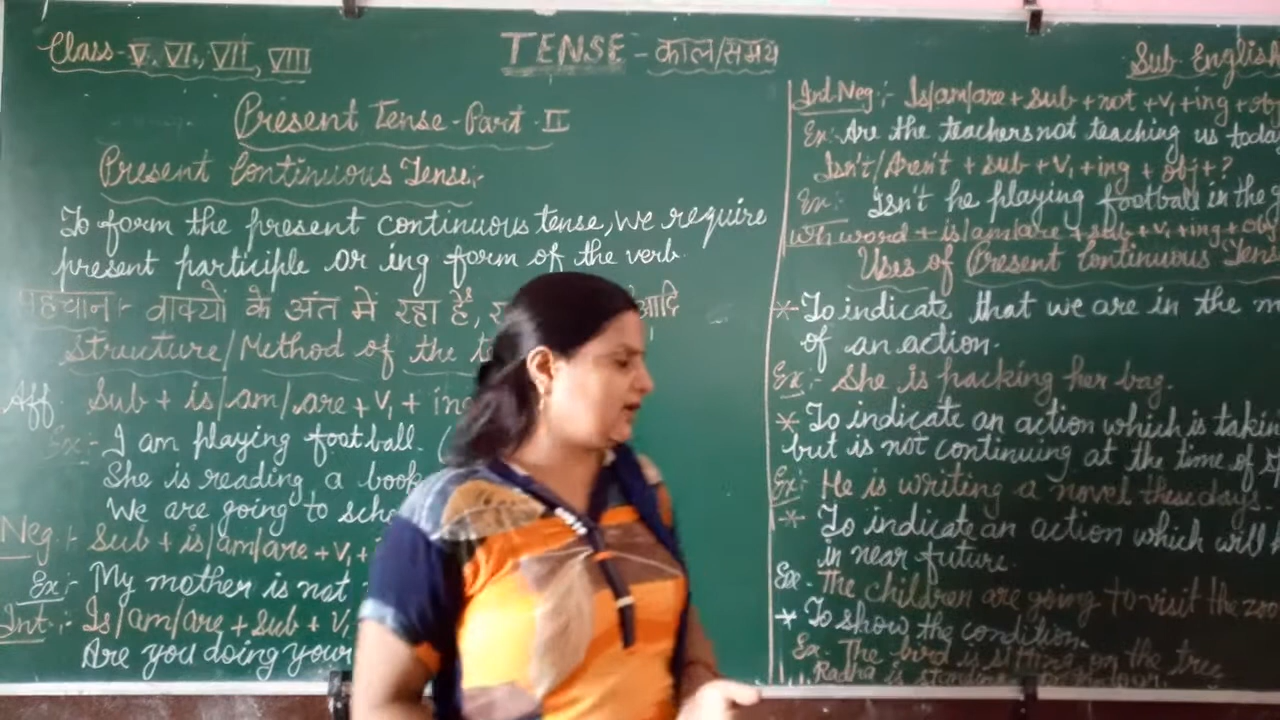 Class-V, VI, VII, VIII
TENSE - काल/समय
Sub-English
Present Tense-Part-II
Present Continuous Tense:-
To form the present continuous tense, we require
present participle or ing form of the verb.
पहचान:- वाक्यो के अंत में रहा है, आदि
Structure/Method of the
Aff. Sub + is/am/are + V1 + ing
Ex:- I am playing football.
She is reading a book
We are going to
Neg:- Sub + is/am/are + V1 +
Ex:- My mother is not
Int:- Is/am/are + sub + V1
Are you doing your
Int Neg:- Is/am/are + sub + not + V1 + ing + obj
Ex: Are the teachers not teaching us today
Isn't/Aren't + sub + V1 + ing + obj + ?
Ex:- Isn't he playing football in the
Wh word + is/am/are + sub + V1 + ing + obj
Uses of Present Continuous Tens
* To indicate that we are in the
of an action.
Ex:- She is packing her bag.
* To indicate an action which is takin
but is not continuing at the time of
Ex:- He is writing a novel these days.
* To indicate an action which will
in near future.
Ex- The children are going to visit the zoo
* To show the condition.
Ex. The bird is sitting on the tree
Radha is standing